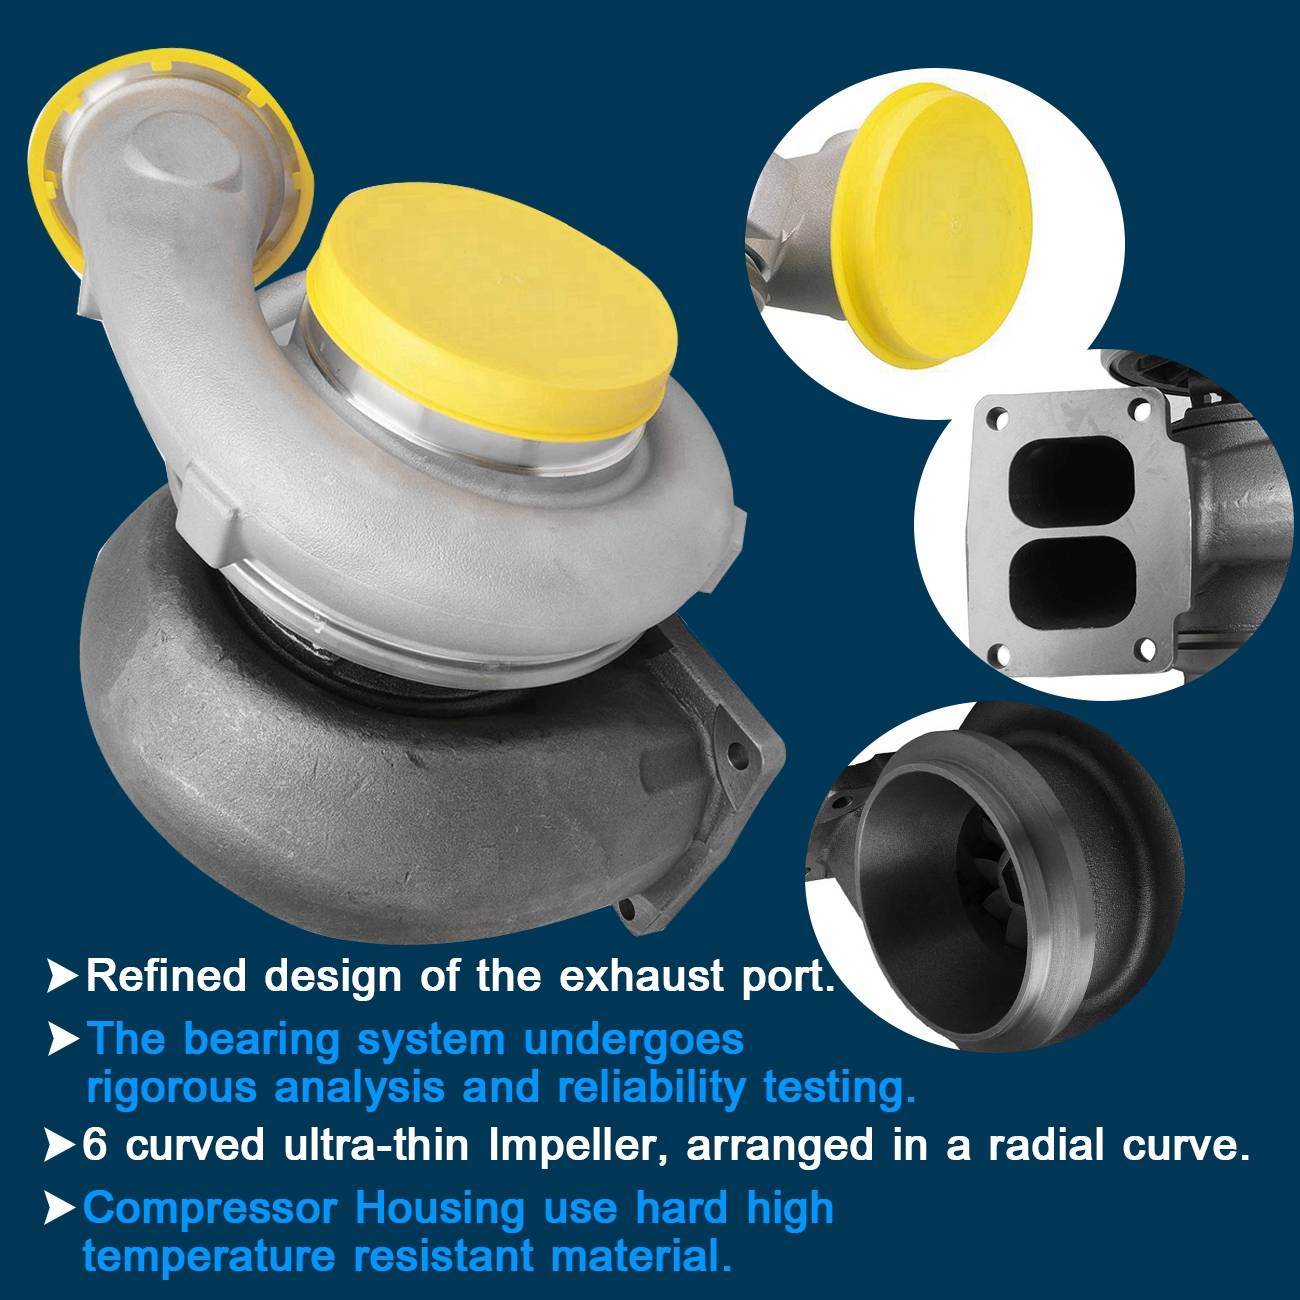 ➤Refined design of the exhaust port.
➤The bearing system undergoes
rigorous analysis and reliability testing.
➤6 curved ultra-thin Impeller, arranged in a radial curve.
➤Compressor Housing use hard high
temperature resistant material.